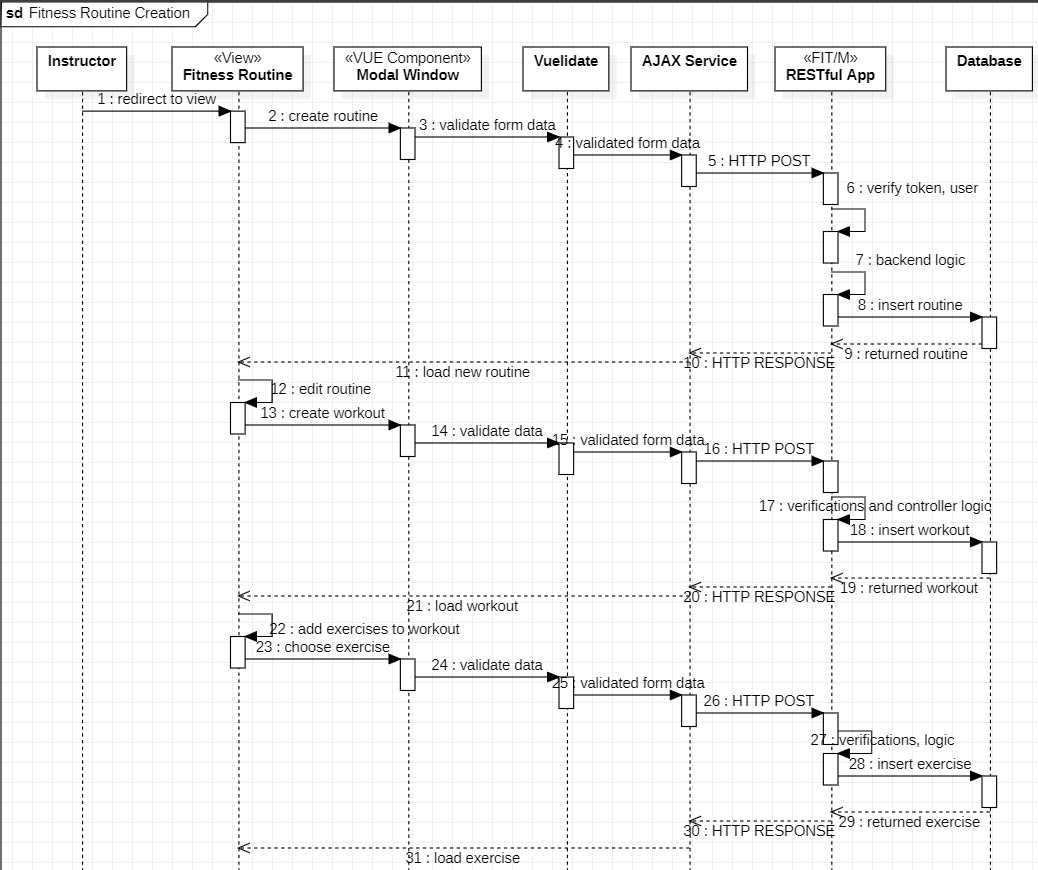 sd Fitness Routine Creation
Instructor
«View»
Fitness Routine
«VUE Component»
Modal Window
Vuelidate
AJAX Service
«FIT/M»
RESTful App
Database
1 : redirect to view
2 : create routine
3 : validate form data
4 : validated form data
5 : HTTP POST
6 : verify token, user
7 : backend logic
8 : insert routine
9 : returned routine
10 : HTTP RESPONSE
11 : load new routine
12 : edit routine
13 : create workout
14 : validate data
15 : validated form data
16 : HTTP POST
17 : verifications and controller logic
18 : insert workout
19 : returned workout
20 : HTTP RESPONSE
21 : load workout
22 : add exercises to workout
23 : choose exercise
24 : validate data
25 : validated form data
26 : HTTP POST
27 : verifications, logic
28 : insert exercise
29 : returned exercise
30 : HTTP RESPONSE
31 : load exercise